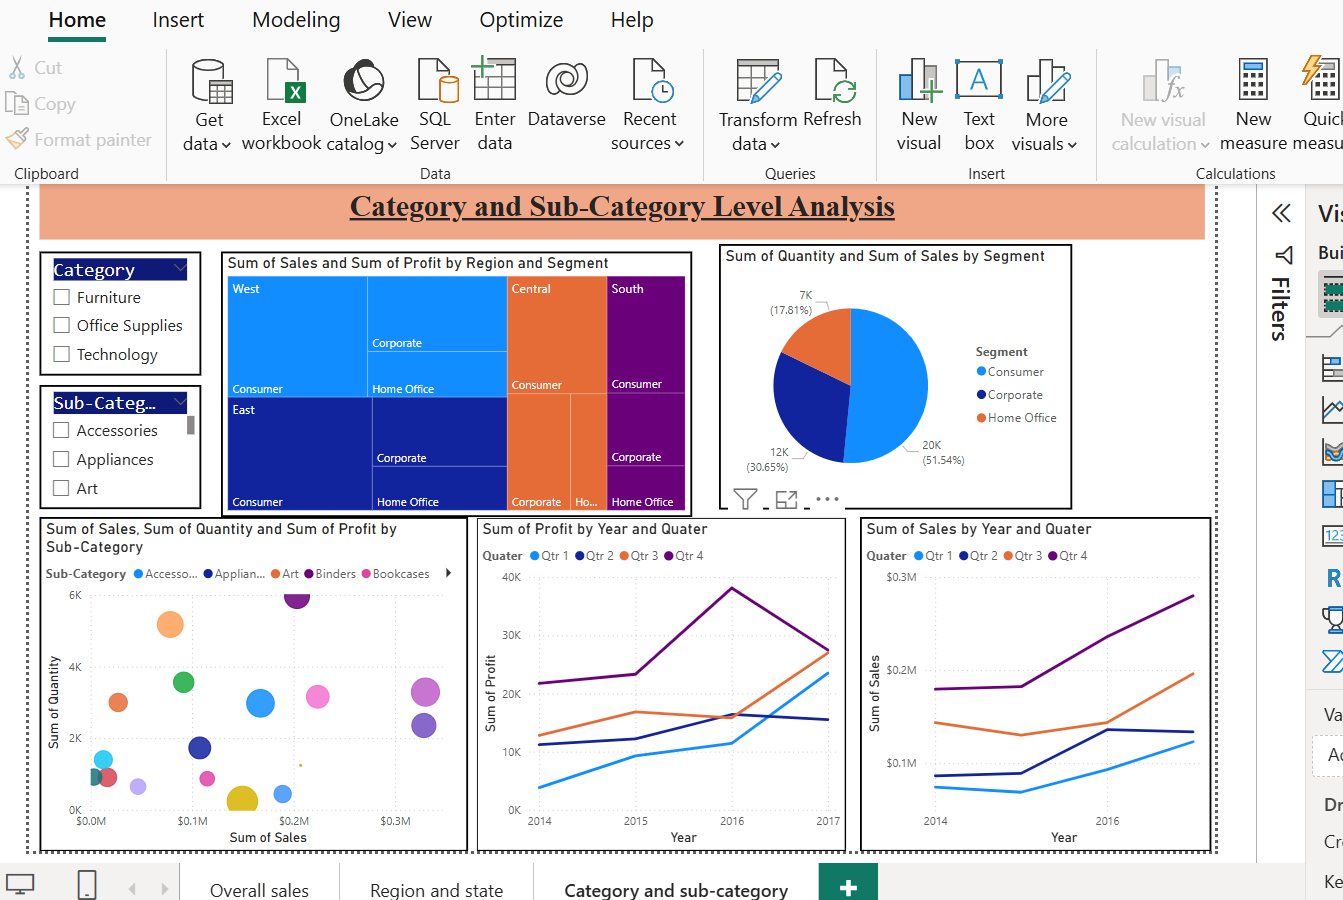 Home Insert Modeling View Optimize Help
Cut
Copy
Format painter
Clipboard
Get data
Excel workbook
OneLake catalog
SQL Server
Enter data
Dataverse
Recent sources
Data
Transform data
Refresh
Queries
New visual
Text box
More visuals
Insert
New visual calculation
New measure
Quick
Calculations
Category and Sub-Category Level Analysis
Category
Furniture
Office Supplies
Technology
Sub-Categ...
Accessories
Appliances
Art
Sum of Sales and Sum of Profit by Region and Segment
West
Consumer
Corporate
Home Office
East
Consumer
Corporate
Home Office
Central
Consumer
Corporate
Ho...
South
Consumer
Corporate
Home Office
Sum of Quantity and Sum of Sales by Segment
7K
(17.81%)
12K
(30.65%)
20K
(51.54%)
Segment
Consumer
Corporate
Home Office
Filters
Sum of Sales, Sum of Quantity and Sum of Profit by
Sub-Category
Sub-Category Accesso... Applian... Art Binders Bookcases
6K
4K
2K
0K
Sum of Quantity
$0.0M $0.1M $0.2M $0.3M
Sum of Sales
Sum of Profit by Year and Quater
Quater Qtr 1 Qtr 2 Qtr 3 Qtr 4
40K
30K
20K
10K
0K
Sum of Profit
2014 2015 2016 2017
Year
Sum of Sales by Year and Quater
Quater Qtr 1 Qtr 2 Qtr 3 Qtr 4
$0.3M
$0.2M
$0.1M
Sum of Sales
2014 2016
Year
Overall sales
Region and state
Category and sub-category
+
fx
A
X
123
R